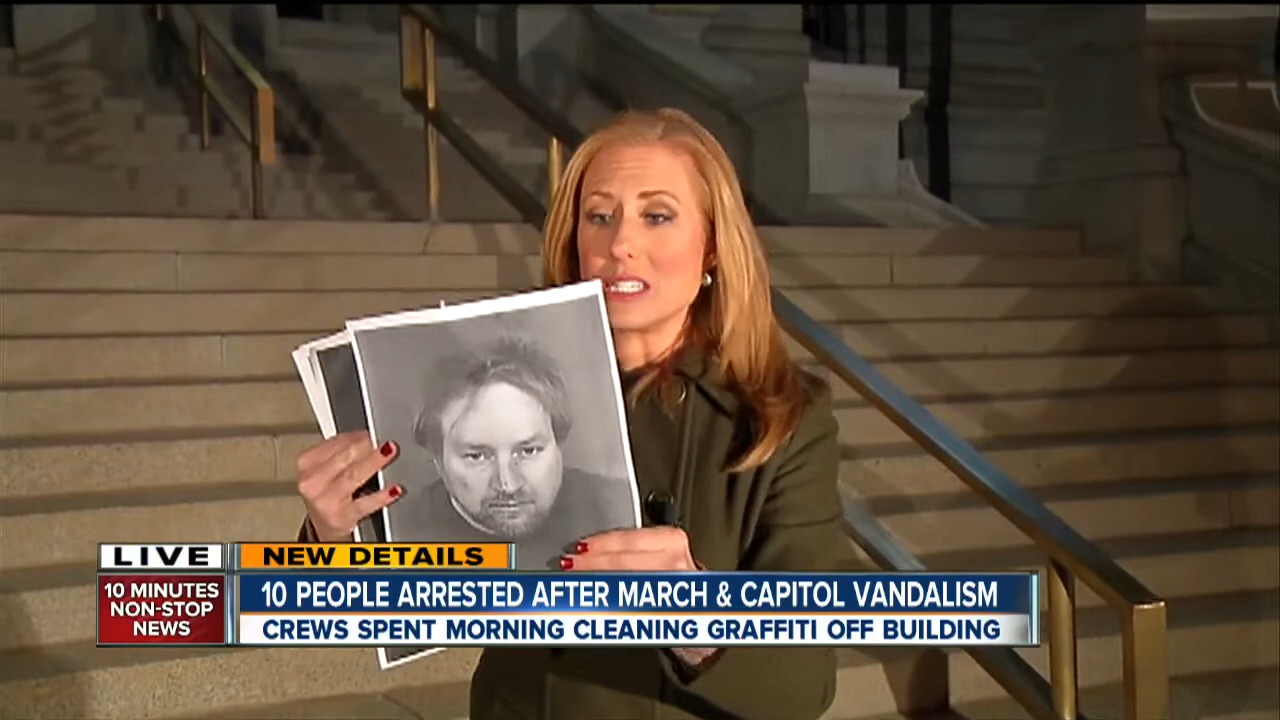 LIVE
NEW DETAILS
10 MINUTES
NON-STOP
NEWS
10 PEOPLE ARRESTED AFTER MARCH & CAPITOL VANDALISM
CREWS SPENT MORNING CLEANING GRAFFITI OFF BUILDING